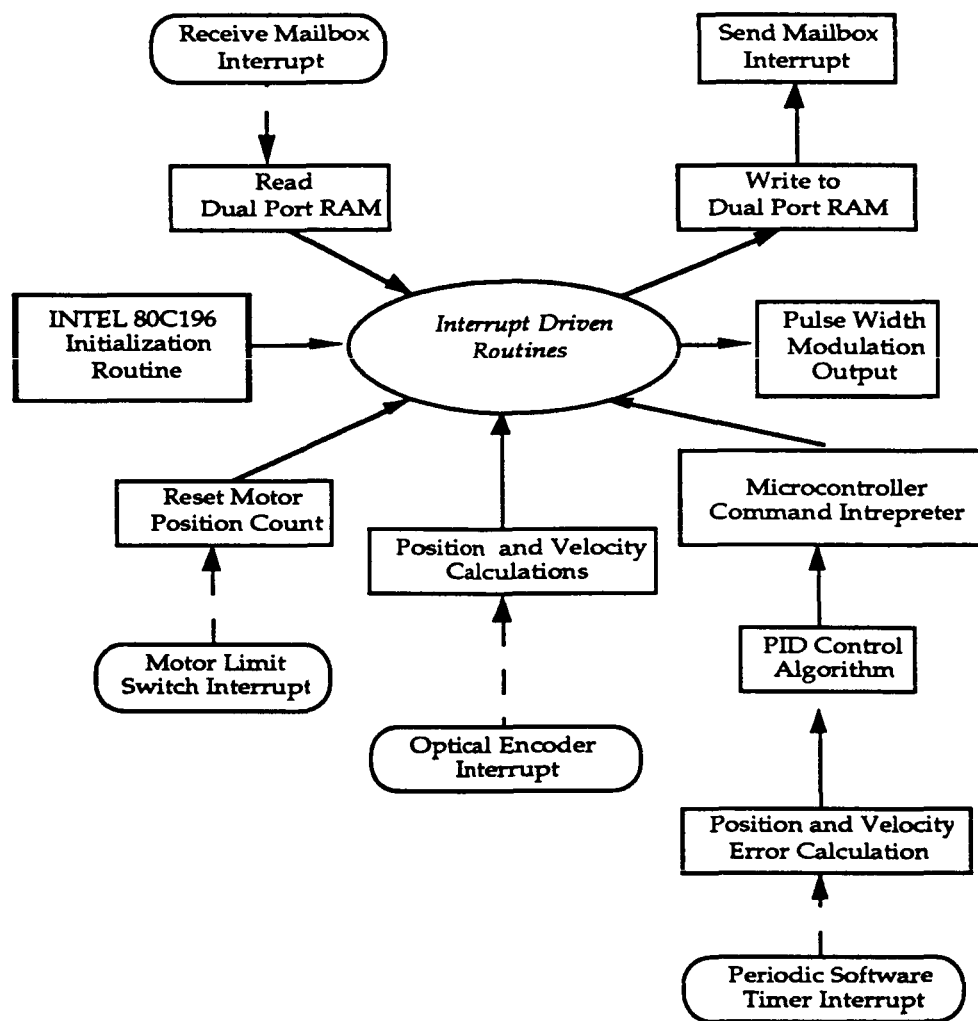 Receive Mailbox
Interrupt
Send Mailbox
Interrupt
Read
Dual Port RAM
Write to
Dual Port RAM
INTEL 80C196
Initialization
Routine
Interrupt Driven
Routines
Pulse Width
Modulation
Output
Reset Motor
Position Count
Position and Velocity
Calculations
Microcontroller
Command Intrepreter
Motor Limit
Switch Interrupt
PID Control
Algorithm
Optical Encoder
Interrupt
Position and Velocity
Error Calculation
Periodic Software
Timer Interrupt